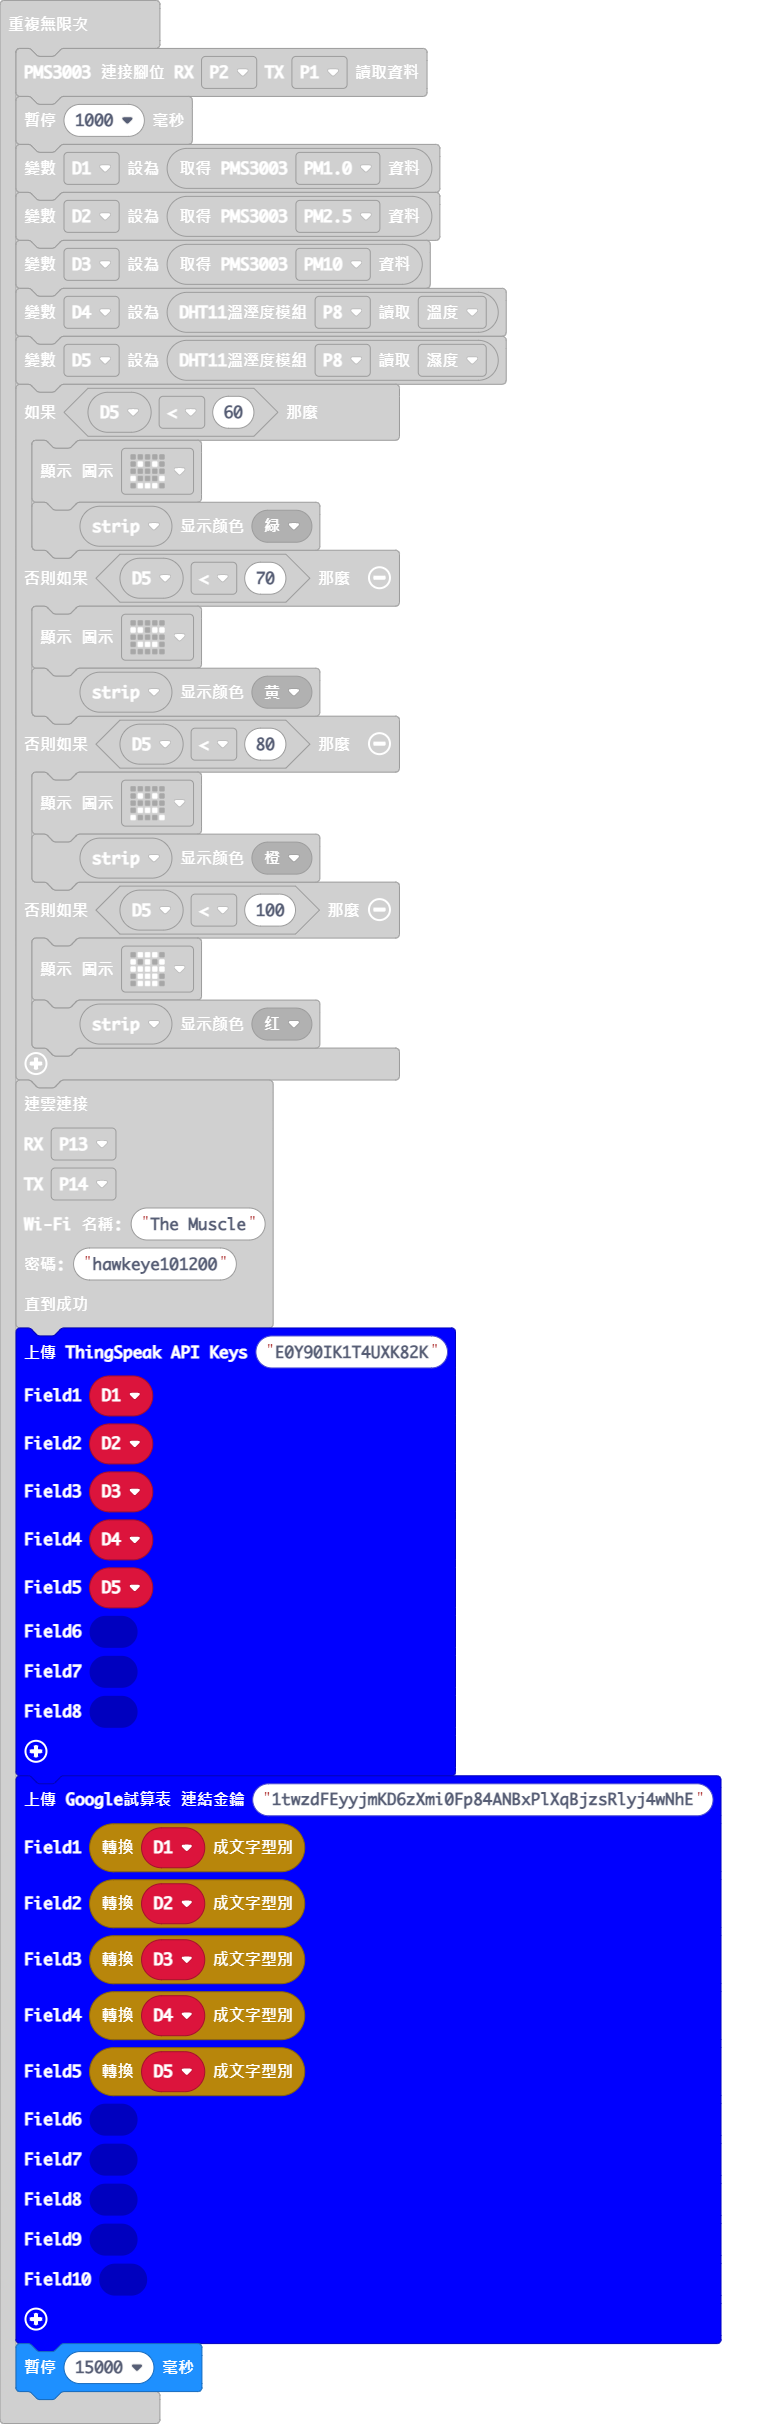 重複無限次
PMS3003 連接腳位 RX P2 TX P1 讀取資料
暫停 1000 毫秒
變數 D1 設為 取得 PMS3003 PM1.0 資料
變數 D2 設為 取得 PMS3003 PM2.5 資料
變數 D3 設為 取得 PMS3003 PM10 資料
變數 D4 設為 DHT11溫溼度模組 P8 讀取 溫度
變數 D5 設為 DHT11溫溼度模組 P8 讀取 濕度
如果 D5 < 60 那麼
顯示 圖示
strip 显示颜色 緑
否則如果 D5 < 70 那麼
顯示 圖示
strip 显示颜色 黄
否則如果 D5 < 80 那麼
顯示 圖示
strip 显示颜色 橙
否則如果 D5 < 100 那麼
顯示 圖示
strip 显示颜色 红
連雲連接
RX P13
TX P14
Wi-Fi 名稱: "The Muscle"
密碼: "hawkeye101200"
直到成功
上傳 ThingSpeak API Keys "E0Y90IK1T4UXK82K"
Field1 D1
Field2 D2
Field3 D3
Field4 D4
Field5 D5
Field6
Field7
Field8
上傳 Google試算表 連結金鑰 "1twzdFEyyjmKD6zXmi0Fp84ANBxPlXqBjzsRlyj4wNhE"
Field1 轉換 D1 成文字型別
Field2 轉換 D2 成文字型別
Field3 轉換 D3 成文字型別
Field4 轉換 D4 成文字型別
Field5 轉換 D5 成文字型別
Field6
Field7
Field8
Field9
Field10
暫停 15000 毫秒